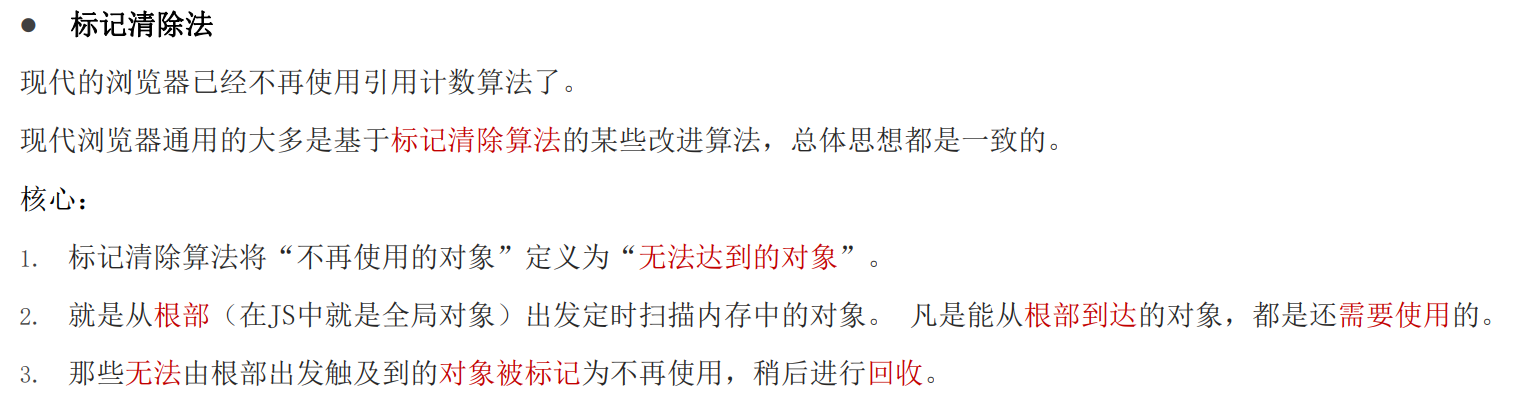 ● 标记清除法
现代的浏览器已经不再使用引用计数算法了。
现代浏览器通用的大多是基于标记清除算法的某些改进算法，总体思想都是一致的。
核心：
1. 标记清除算法将“不再使用的对象”定义为“无法达到的对象”。
2. 就是从根部（在JS中就是全局对象）出发定时扫描内存中的对象。 凡是能从根部到达的对象，都是还需要使用的。
3. 那些无法由根部出发触及到的对象被标记为不再使用，稍后进行回收。